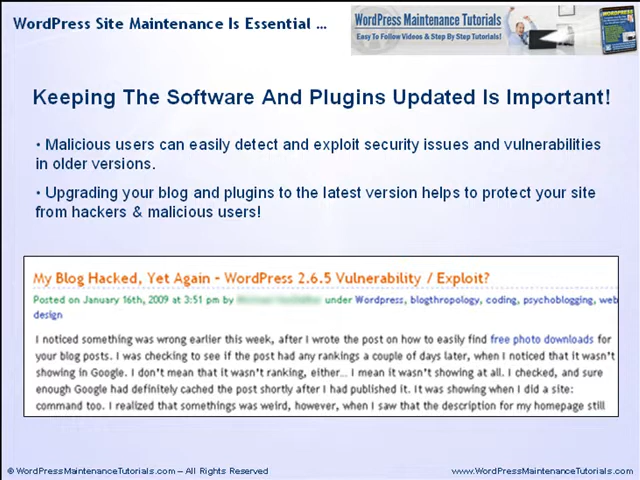 WordPress Site Maintenance Is Essential ...
WordPress Maintenance Tutorials
Easy To Follow Videos & Step By Step Tutorials!
Keeping The Software And Plugins Updated Is Important!
• Malicious users can easily detect and exploit security issues and vulnerabilities
in older versions.
• Upgrading your blog and plugins to the latest version helps to protect your site
from hackers & malicious users!
My Blog Hacked, Yet Again – WordPress 2.6.5 Vulnerability / Exploit?
Posted on January 16th, 2009 at 3:51 pm by under Wordpress, blogthropology, coding, psychoblogging, web
design
I noticed something was wrong earlier this week, after I wrote the post on how to easily find free photo downloads for
your blog posts. I was checking to see if the post had any rankings a couple of days later, when I noticed that it wasn't
showing in Google. I don't mean that it wasn't ranking, either... I mean it wasn't showing at all. I checked, and sure
enough Google had definitely cached the post shortly after I had published it. It was showing when I did a site:
command too. I realized that somethings was weird, however, when I saw that the description for my homepage still
© WordPressMaintenanceTutorials.com – All Rights Reserved
www.WordPressMaintenanceTutorials.com